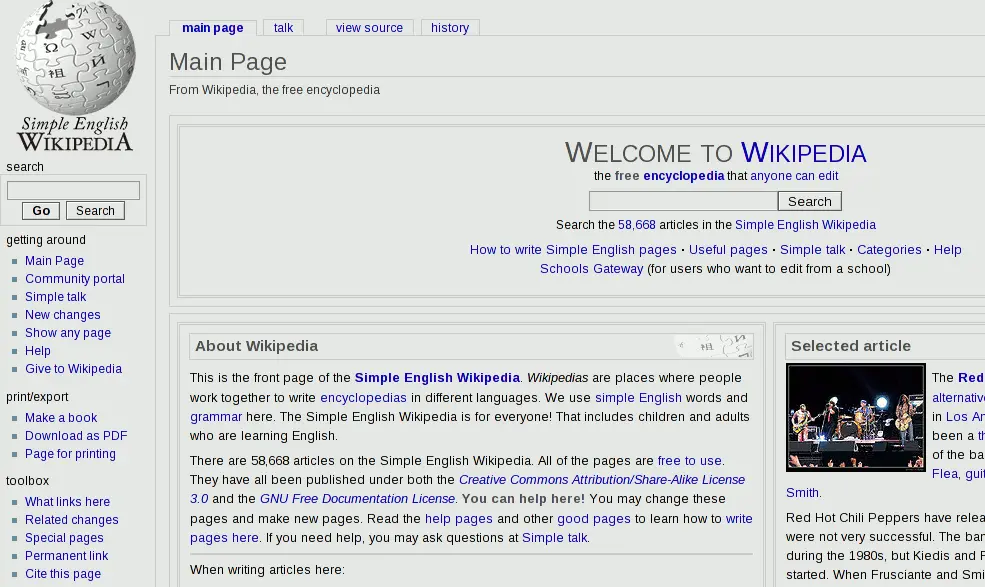 main page
talk
view source
history
Main Page
From Wikipedia, the free encyclopedia
Simple English
WIKIPEDIA
search
Go
Search
getting around
Main Page
Community portal
Simple talk
New changes
Show any page
Help
Give to Wikipedia
print/export
Make a book
Download as PDF
Page for printing
toolbox
What links here
Related changes
Special pages
Permanent link
Cite this page
WELCOME TO WIKIPEDIA
the free encyclopedia that anyone can edit
Search
Search the 58,668 articles in the Simple English Wikipedia
How to write Simple English pages · Useful pages · Simple talk · Categories · Help
Schools Gateway (for users who want to edit from a school)
About Wikipedia
This is the front page of the Simple English Wikipedia. Wikipedias are places where people
work together to write encyclopedias in different languages. We use simple English words and
grammar here. The Simple English Wikipedia is for everyone! That includes children and adults
who are learning English.
There are 58,668 articles on the Simple English Wikipedia. All of the pages are free to use.
They have all been published under both the Creative Commons Attribution/Share-Alike License
3.0 and the GNU Free Documentation License. You can help here! You may change these
pages and make new pages. Read the help pages and other good pages to learn how to write
pages here. If you need help, you may ask questions at Simple talk.
When writing articles here:
Selected article
The Red
alternativ
in Los An
been a th
of the ba
Flea, guit
Smith.
Red Hot Chili Peppers have relea
were not very successful. The ban
during the 1980s, but Kiedis and F
started. When Frusciante and Smi